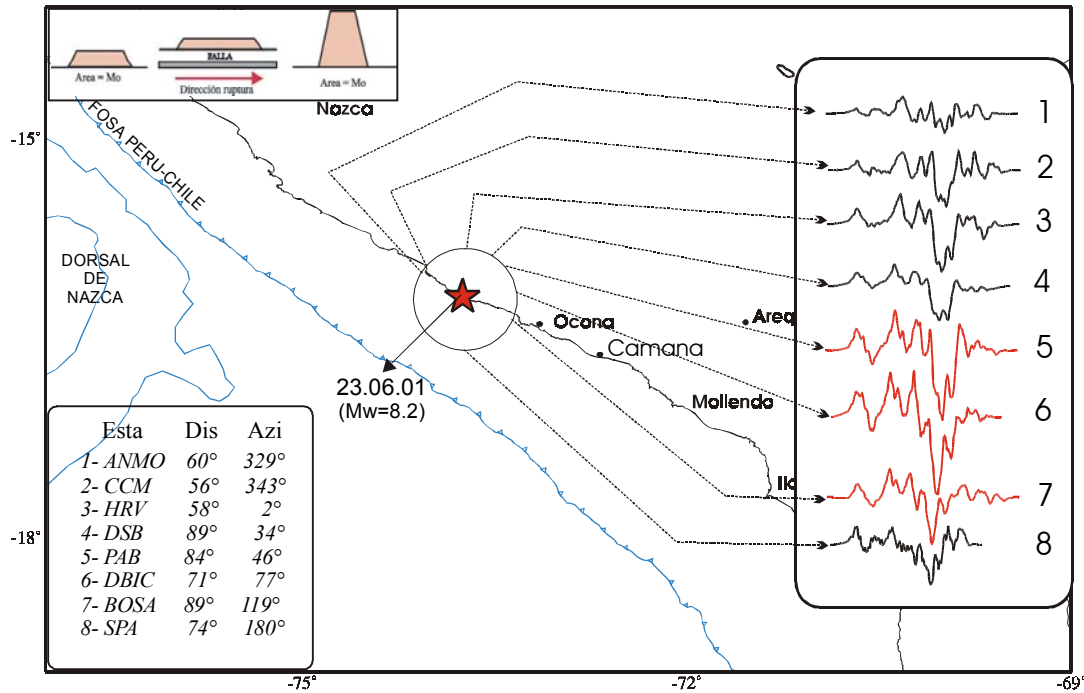 FALLA
Area = Mo
Area = Mo
Dirección ruptura
Nazca
-15°
FOSA PERU-CHILE
DORSAL
DE
NAZCA
Ocona
Areq
Camana
Mollendo
23.06.01
(Mw=8.2)
-18°
Esta Dis Azi
1- ANMO 60° 329°
2- CCM 56° 343°
3- HRV 58° 2°
4- DSB 89° 34°
5- PAB 84° 46°
6- DBIC 71° 77°
7- BOSA 89° 119°
8- SPA 74° 180°
1
2
3
4
5
6
7
8
-75°
-72°
-69°